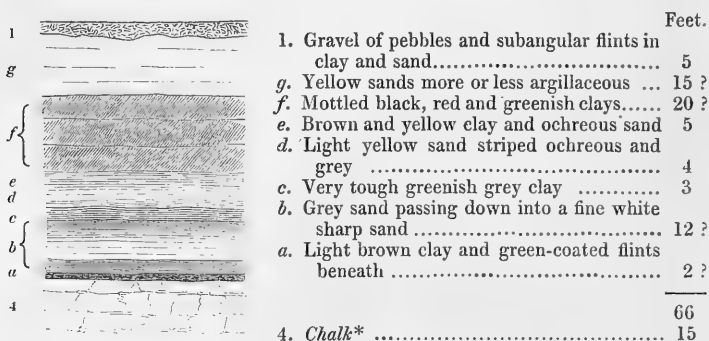 Feet.
1. Gravel of pebbles and subangular flints in
clay and sand................................ 5
g. Yellow sands more or less argillaceous ... 15 ?
f. Mottled black, red and greenish clays...... 20 ?
e. Brown and yellow clay and ochreous sand 5
d. Light yellow sand striped ochreous and
grey ........................................ 4
c. Very tough greenish grey clay ........... 3
b. Grey sand passing down into a fine white
sharp sand ................................ 12 ?
a. Light brown clay and green-coated flints
beneath ..................................... 2 ?
66
4. Chalk* ........................................ 15
1
g
f
e
d
c
b
a
4